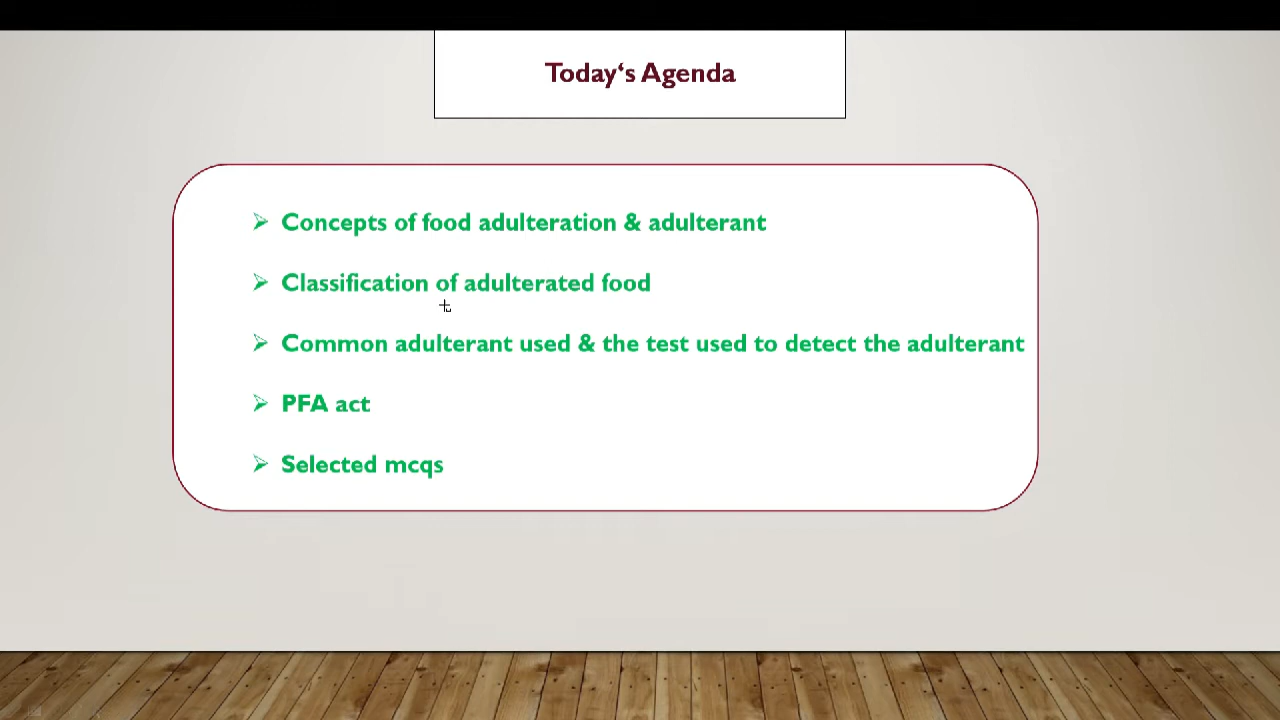 Today‘s Agenda
➢ Concepts of food adulteration & adulterant
➢ Classification of adulterated food
➢ Common adulterant used & the test used to detect the adulterant
➢ PFA act
➢ Selected mcqs